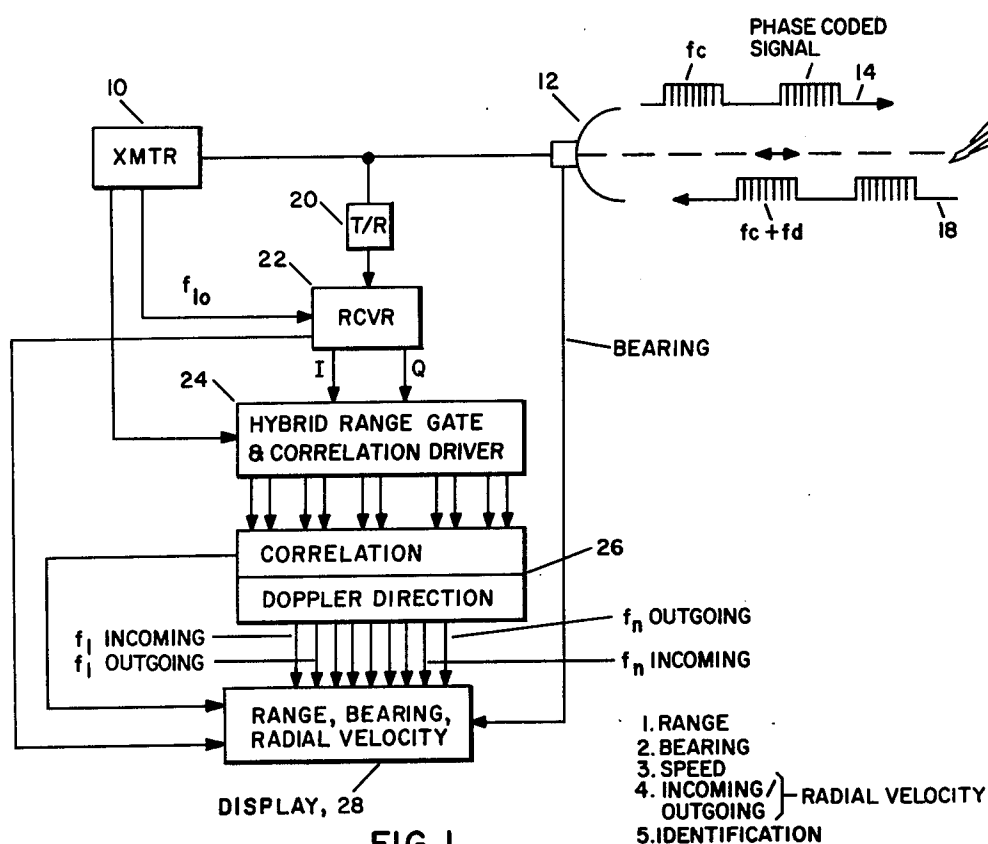 PHASE CODED
SIGNAL
fc
14
10
12
XMTR
20
T/R
fc+fd
18
22
flo
RCVR
BEARING
I
Q
24
HYBRID RANGE GATE
& CORRELATION DRIVER
CORRELATION
26
DOPPLER DIRECTION
f1 INCOMING
fn OUTGOING
f1 OUTGOING
fn INCOMING
RANGE, BEARING,
RADIAL VELOCITY
1. RANGE
2. BEARING
3. SPEED
4. INCOMING/
OUTGOING
RADIAL VELOCITY
5. IDENTIFICATION
DISPLAY, 28
FIG. 1